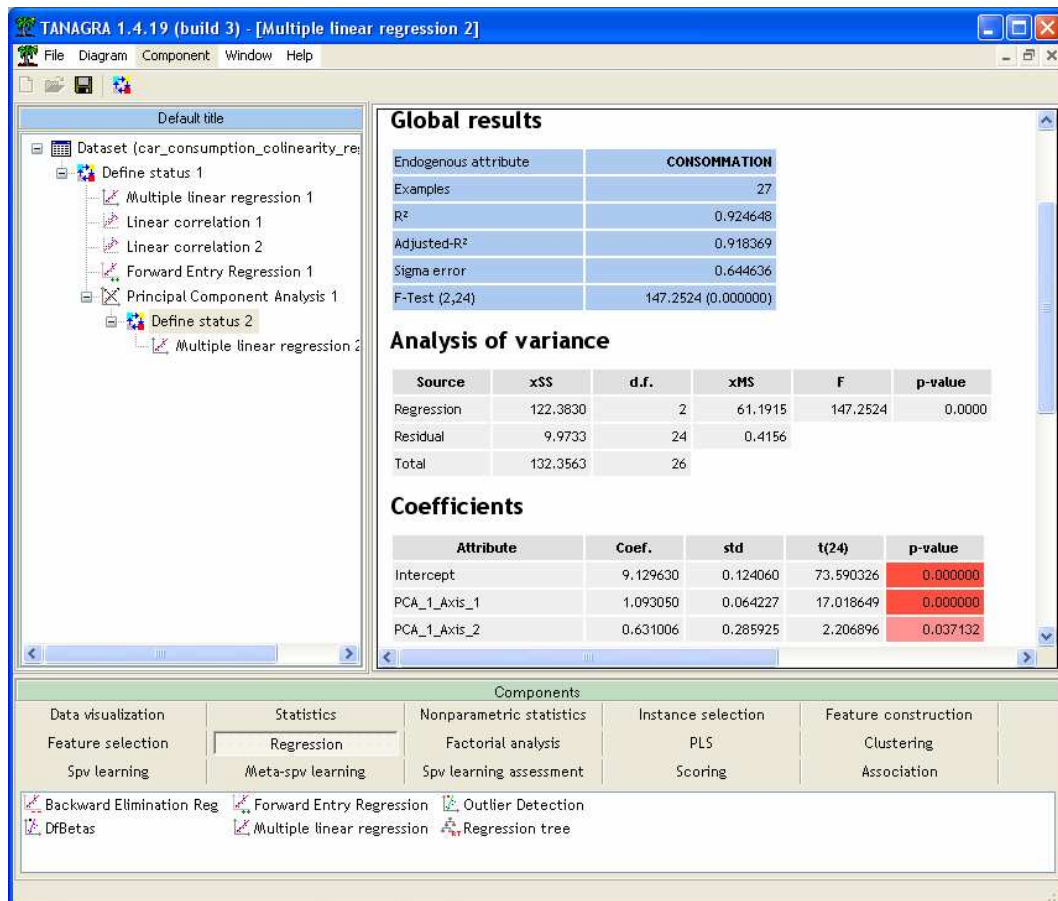 TANAGRA 1.4.19 (build 3) - [Multiple linear regression 2]
File Diagram Component Window Help
Default title
Dataset (car_consumption_colinearity_re
Define status 1
Multiple linear regression 1
Linear correlation 1
Linear correlation 2
Forward Entry Regression 1
Principal Component Analysis 1
Define status 2
Multiple linear regression 2
Global results
Endogenous attribute CONSOMMATION
Examples 27
R² 0.924648
Adjusted-R² 0.918369
Sigma error 0.644636
F-Test (2,24) 147.2524 (0.000000)
Analysis of variance
Source xSS d.f. xMS F p-value
Regression 122.3830 2 61.1915 147.2524 0.0000
Residual 9.9733 24 0.4156
Total 132.3563 26
Coefficients
Attribute Coef. std t(24) p-value
Intercept 9.129630 0.124060 73.590326 0.000000
PCA_1_Axis_1 1.093050 0.064227 17.018649 0.000000
PCA_1_Axis_2 0.631006 0.285925 2.206896 0.037132
Components
Data visualization Statistics Nonparametric statistics Instance selection Feature construction
Feature selection Regression Factorial analysis PLS Clustering
Spv learning Meta-spv learning Spv learning assessment Scoring Association
Backward Elimination Reg Forward Entry Regression Outlier Detection
DfBetas Multiple linear regression Regression tree